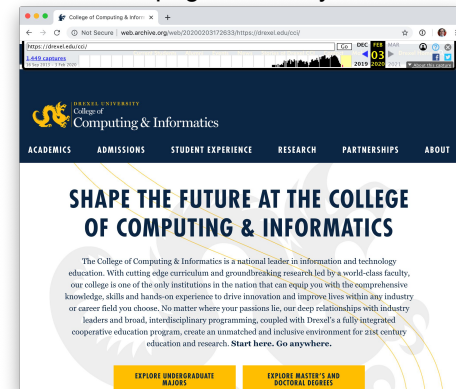 College of Computing & Inform
Not Secure | web.archive.org/web/20200203172633/https://drexel.edu/cci/
https://drexel.edu/cci/
Go
DEC FEB MAR
03
2019 2020 2021
1,449 captures
About this capture
DREXEL UNIVERSITY
College of
Computing & Informatics
ACADEMICS ADMISSIONS STUDENT EXPERIENCE RESEARCH PARTNERSHIPS ABOUT
SHAPE THE FUTURE AT THE COLLEGE
OF COMPUTING & INFORMATICS
The College of Computing & Informatics is a national leader in information and technology
education. With cutting edge curriculum and groundbreaking research led by a world-class faculty,
our college is one of the only institutions in the nation that can equip you with the comprehensive
knowledge, skills and hands-on experience to drive innovation and improve lives within any industry
or career field you choose. No matter where your passions lie, our deep relationships with industry
leaders and broad, interdisciplinary programming, coupled with Drexel's a fully integrated
cooperative education program, create an unmatched and inclusive environment for 21st century
education and research. Start here. Go anywhere.
EXPLORE UNDERGRADUATE
MAJORS
EXPLORE MASTER'S AND
DOCTORAL DEGREES